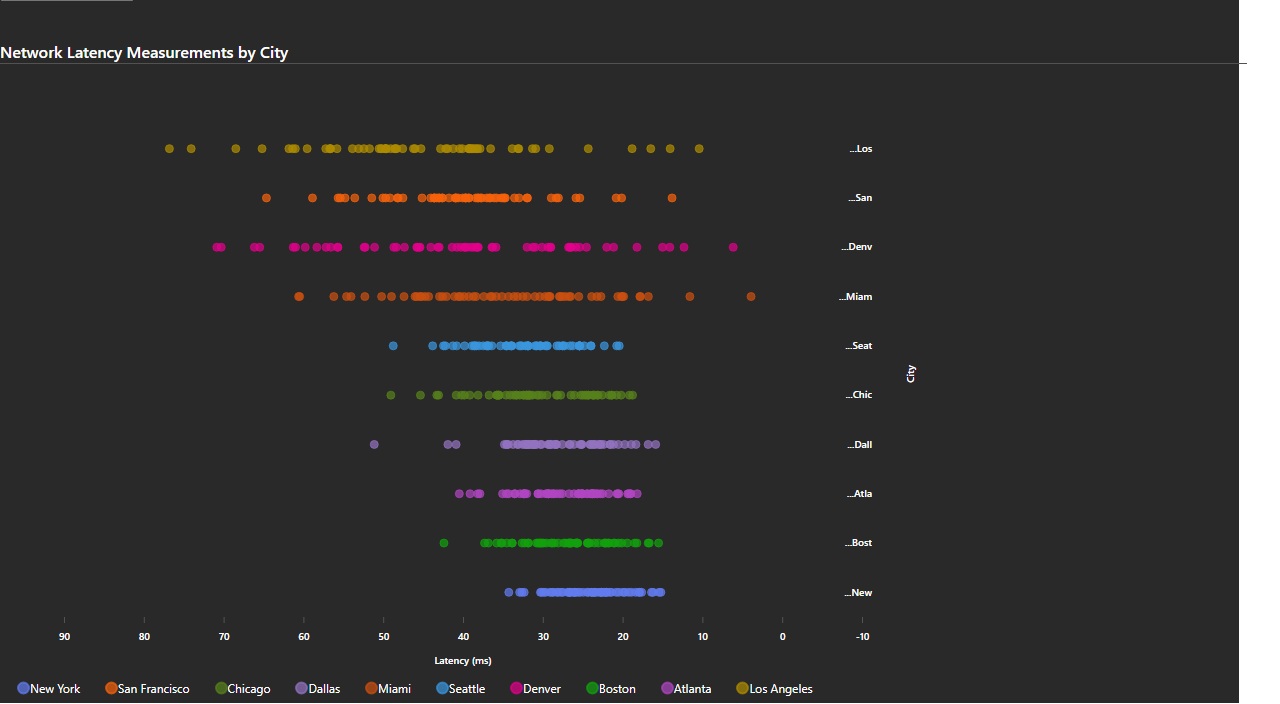 Network Latency Measurements by City
...Los
...San
...Denv
...Miam
...Seat
...Chic
...Dall
...Atla
...Bost
...New
City
90 80 70 60 50 40 30 20 10 0 -10
Latency (ms)
New York San Francisco Chicago Dallas Miami Seattle Denver Boston Atlanta Los Angeles